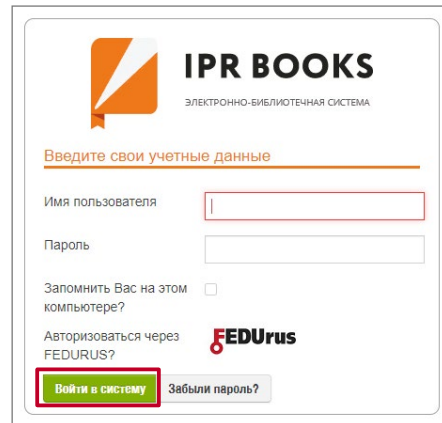 IPR BOOKS
ЭЛЕКТРОННО-БИБЛИОТЕЧНАЯ СИСТЕМА
Введите свои учетные данные
Имя пользователя
Пароль
Запомнить Вас на этом
компьютере?
Авторизоваться через
FEDURUS?
FEDUrus
Войти в систему
Забыли пароль?